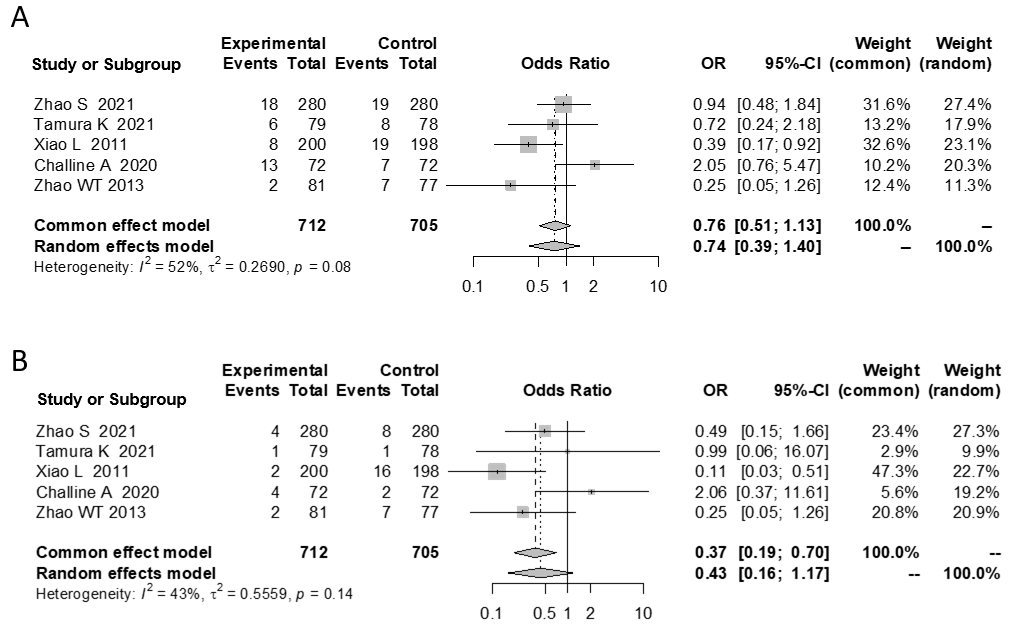 A
Experimental Control Weight Weight
Study or Subgroup Events Total Events Total Odds Ratio OR 95%-CI (common) (random)
Zhao S 2021 18 280 19 280 0.94 [0.48; 1.84] 31.6% 27.4%
Tamura K 2021 6 79 8 78 0.72 [0.24; 2.18] 13.2% 17.9%
Xiao L 2011 8 200 19 198 0.39 [0.17; 0.92] 32.6% 23.1%
Challine A 2020 13 72 7 72 2.05 [0.76; 5.47] 10.2% 20.3%
Zhao WT 2013 2 81 7 77 0.25 [0.05; 1.26] 12.4% 11.3%
Common effect model 712 705 0.76 [0.51; 1.13] 100.0% --
Random effects model 0.74 [0.39; 1.40] -- 100.0%
Heterogeneity: I² = 52%, τ² = 0.2690, p = 0.08
0.1 0.5 1 2 10
B
Experimental Control Weight Weight
Study or Subgroup Events Total Events Total Odds Ratio OR 95%-CI (common) (random)
Zhao S 2021 4 280 8 280 0.49 [0.15; 1.66] 23.4% 27.3%
Tamura K 2021 1 79 1 78 0.99 [0.06; 16.07] 2.9% 9.9%
Xiao L 2011 2 200 16 198 0.11 [0.03; 0.51] 47.3% 22.7%
Challine A 2020 4 72 2 72 2.06 [0.37; 11.61] 5.6% 19.2%
Zhao WT 2013 2 81 7 77 0.25 [0.05; 1.26] 20.8% 20.9%
Common effect model 712 705 0.37 [0.19; 0.70] 100.0% --
Random effects model 0.43 [0.16; 1.17] -- 100.0%
Heterogeneity: I² = 43%, τ² = 0.5559, p = 0.14
0.1 0.5 1 2 10